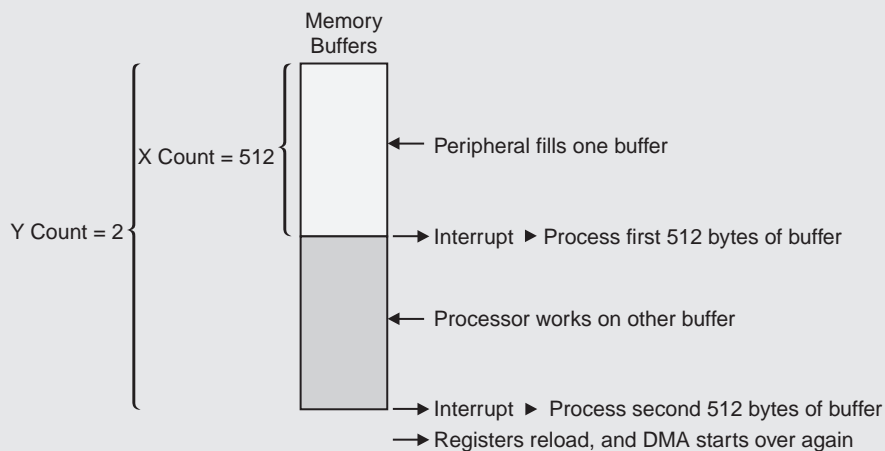 Memory
Buffers
X Count = 512
Peripheral fills one buffer
Y Count = 2
Interrupt ► Process first 512 bytes of buffer
Processor works on other buffer
Interrupt ► Process second 512 bytes of buffer
Registers reload, and DMA starts over again